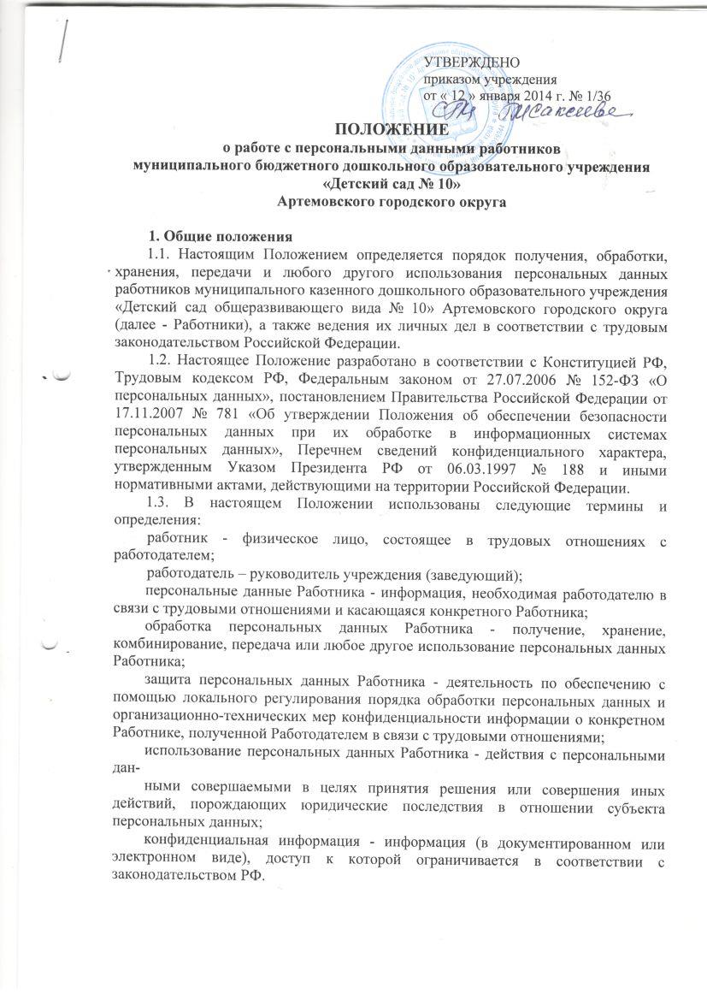 УТВЕРЖДЕНО
приказом учреждения
от « 12 » января 2014 г. № 1/36
ПОЛОЖЕНИЕ
о работе с персональными данными работников
муниципального бюджетного дошкольного образовательного учреждения
«Детский сад № 10»
Артемовского городского округа
1. Общие положения
1.1. Настоящим Положением определяется порядок получения, обработки,
хранения, передачи и любого другого использования персональных данных
работников муниципального казенного дошкольного образовательного учреждения
«Детский сад общеразвивающего вида № 10» Артемовского городского округа
(далее - Работники), а также ведения их личных дел в соответствии с трудовым
законодательством Российской Федерации.
1.2. Настоящее Положение разработано в соответствии с Конституцией РФ,
Трудовым кодексом РФ, Федеральным законом от 27.07.2006 № 152-ФЗ «О
персональных данных», постановлением Правительства Российской Федерации от
17.11.2007 № 781 «Об утверждении Положения об обеспечении безопасности
персональных данных при их обработке в информационных системах
персональных данных», Перечнем сведений конфиденциального характера,
утвержденным Указом Президента РФ от 06.03.1997 № 188 и иными
нормативными актами, действующими на территории Российской Федерации.
1.3. В настоящем Положении использованы следующие термины и
определения:
работник - физическое лицо, состоящее в трудовых отношениях с
работодателем;
работодатель – руководитель учреждения (заведующий);
персональные данные Работника - информация, необходимая работодателю в
связи с трудовыми отношениями и касающаяся конкретного Работника;
обработка персональных данных Работника - получение, хранение,
комбинирование, передача или любое другое использование персональных данных
Работника;
защита персональных данных Работника - деятельность по обеспечению с
помощью локального регулирования порядка обработки персональных данных и
организационно-технических мер конфиденциальности информации о конкретном
Работнике, полученной Работодателем в связи с трудовыми отношениями;
использование персональных данных Работника - действия с персональными
дан-
ными совершаемыми в целях принятия решения или совершения иных
действий, порождающих юридические последствия в отношении субъекта
персональных данных;
конфиденциальная информация - информация (в документированном или
электронном виде), доступ к которой ограничивается в соответствии с
законодательством РФ.